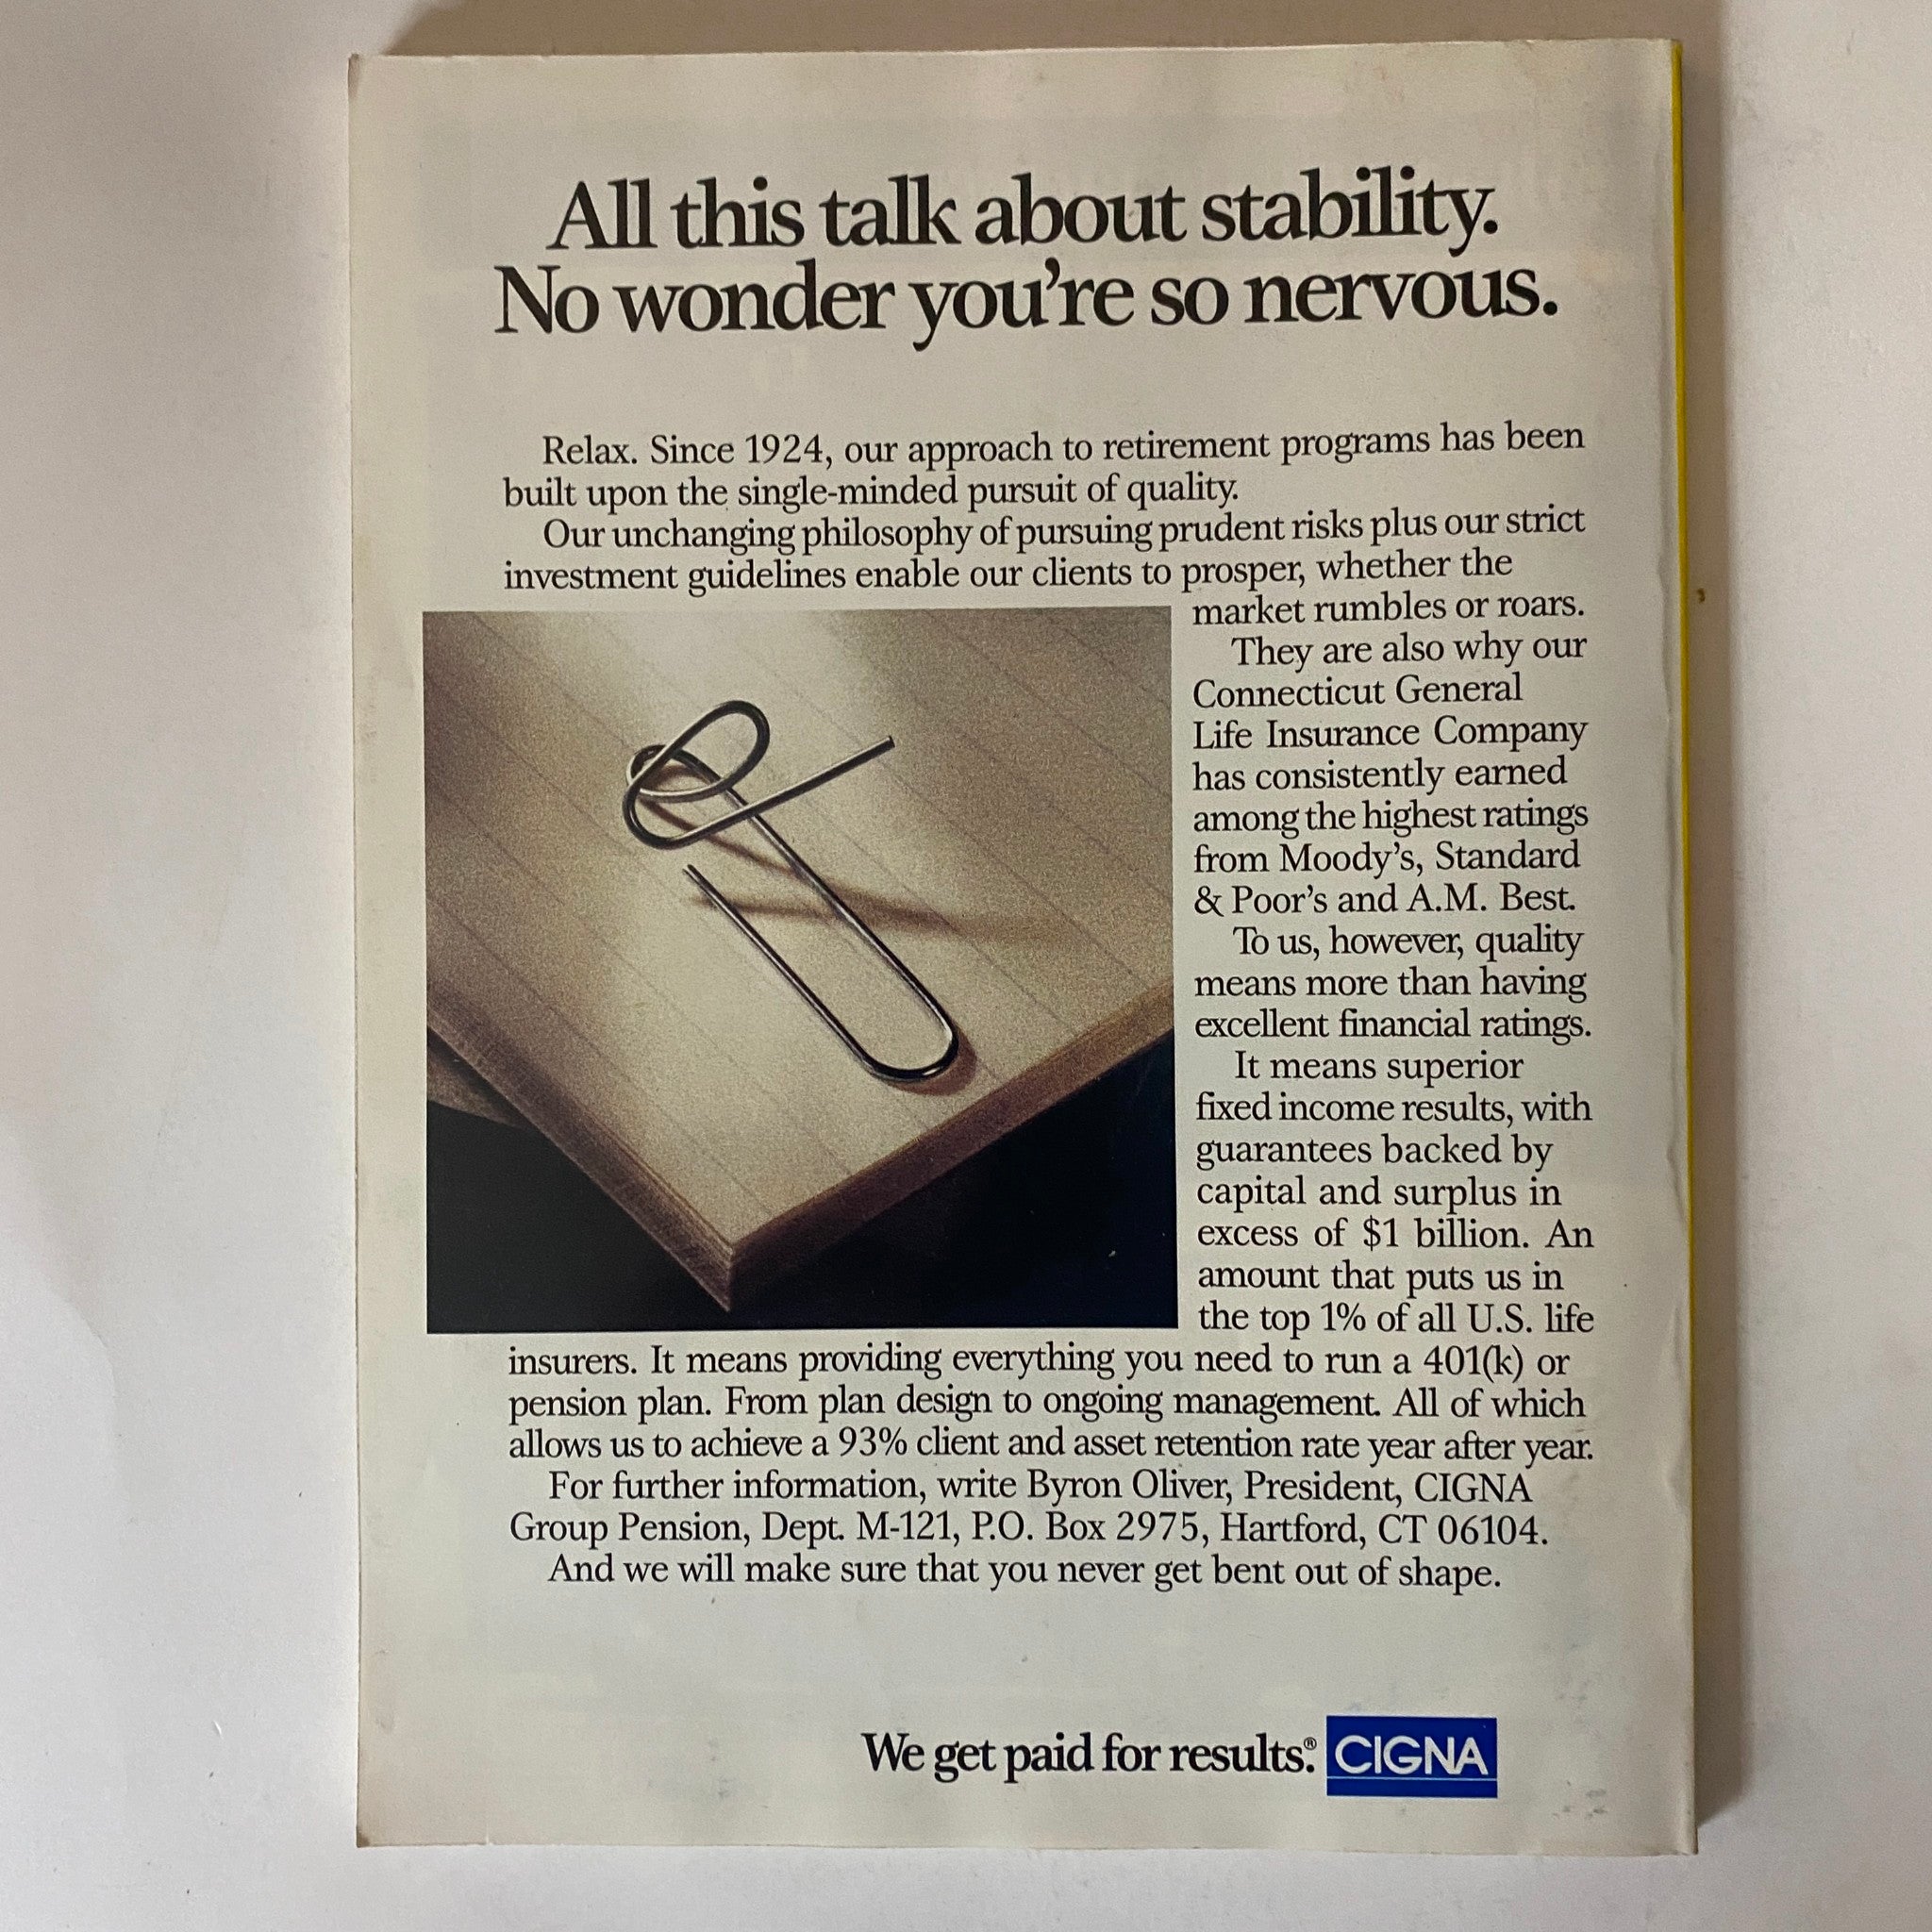 All this talk about stability.
No wonder you're so nervous.
Relax. Since 1924, our approach to retirement programs has been
built upon the single-minded pursuit of quality.
Our unchanging philosophy of pursuing prudent risks plus our strict
investment guidelines enable our clients to prosper, whether the
market rumbles or roars.
They are also why our
Connecticut General
Life Insurance Company
has consistently earned
among the highest ratings
from Moody's, Standard
& Poor's and A.M. Best.
To us, however, quality
means more than having
excellent financial ratings.
It means superior
fixed income results, with
guarantees backed by
capital and surplus in
excess of $1 billion. An
amount that puts us in
the top 1% of all U.S. life
insurers. It means providing everything you need to run a 401(k) or
pension plan. From plan design to ongoing management. All of which
allows us to achieve a 93% client and asset retention rate year after year.
For further information, write Byron Oliver, President, CIGNA
Group Pension, Dept. M-121, P.O. Box 2975, Hartford, CT 06104.
And we will make sure that you never get bent out of shape.
We get paid for results.® CIGNA